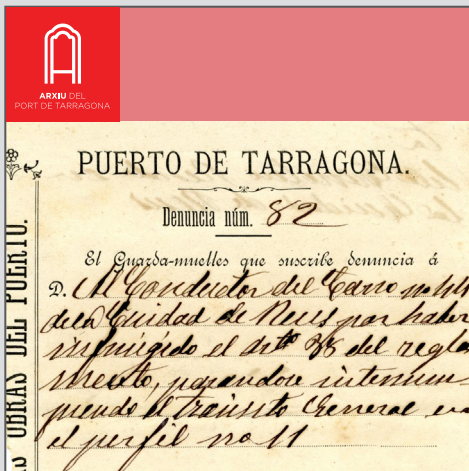 ARXIU DEL
PORT DE TARRAGONA
PUERTO DE TARRAGONA.
Denuncia núm. 82
El Guarda-muelles que suscribe denuncia á
D. Al Conductor del Carro no
de la Ciudad de Reus por haber
infringido el arto 38 del regla
mento, parandose interrum
piendo el transito General en
el perfil no 11
OBRAS DEL PUERTO.